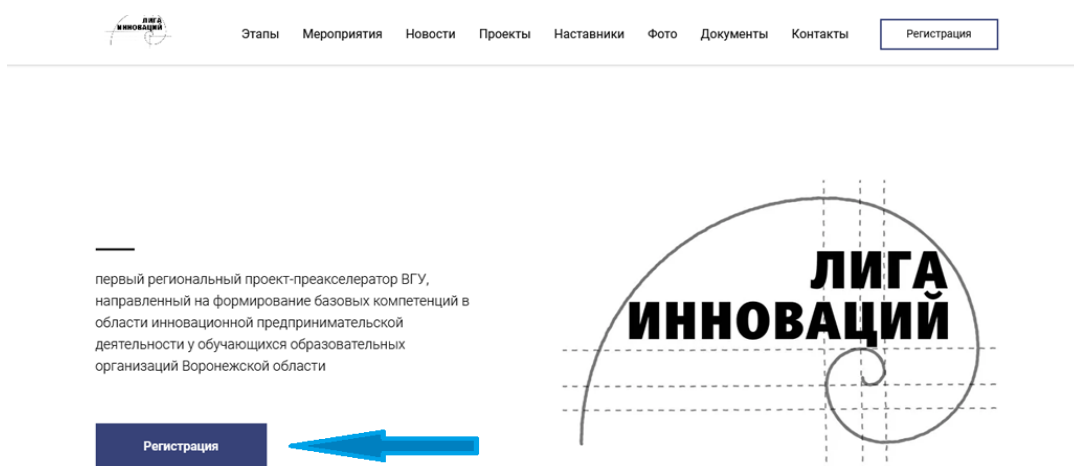 ЛИГА
ИННОВАЦИЙ
Этапы Мероприятия Новости Проекты Наставники Фото Документы Контакты Регистрация
первый региональный проект-преакселератор ВГУ,
направленный на формирование базовых компетенций в
области инновационной предпринимательской
деятельности у обучающихся образовательных
организаций Воронежской области
Регистрация
ЛИГА
ИННОВАЦИЙ